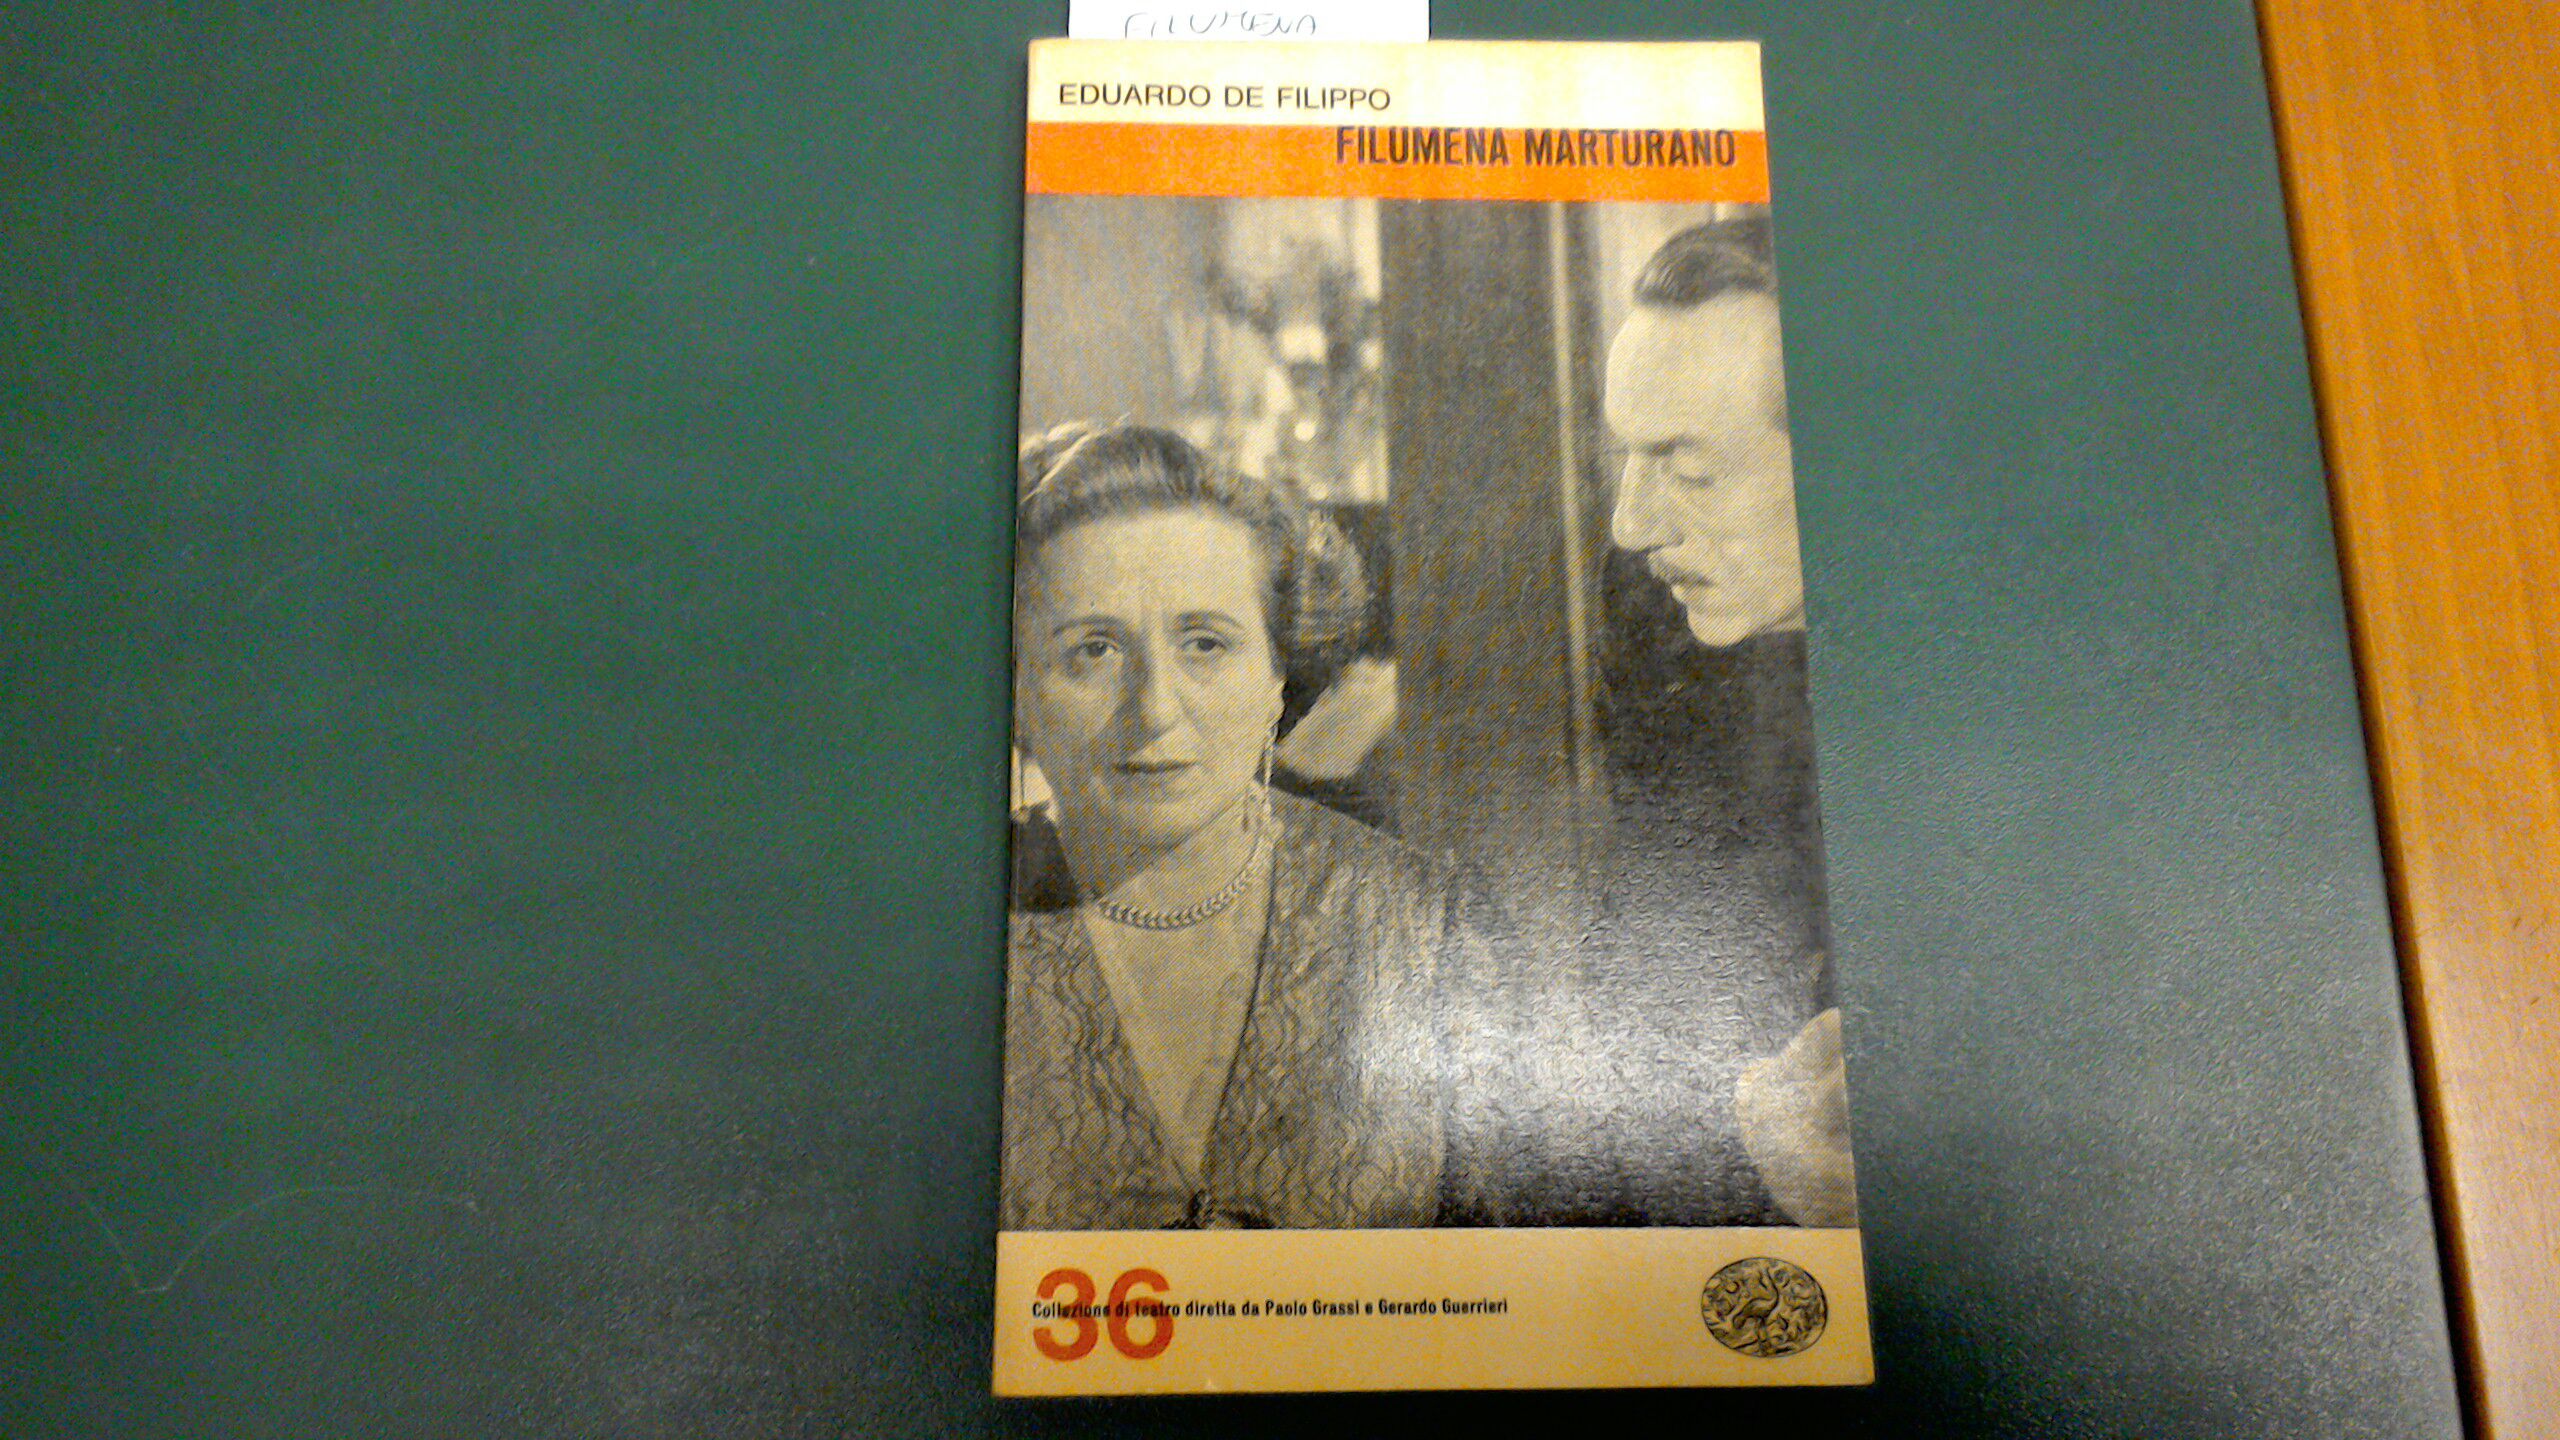 FILUMENA
EDUARDO DE FILIPPO
FILUMENA MARTURANO
36
Collezione di teatro diretta da Paolo Grassi e Gerardo Guerrieri